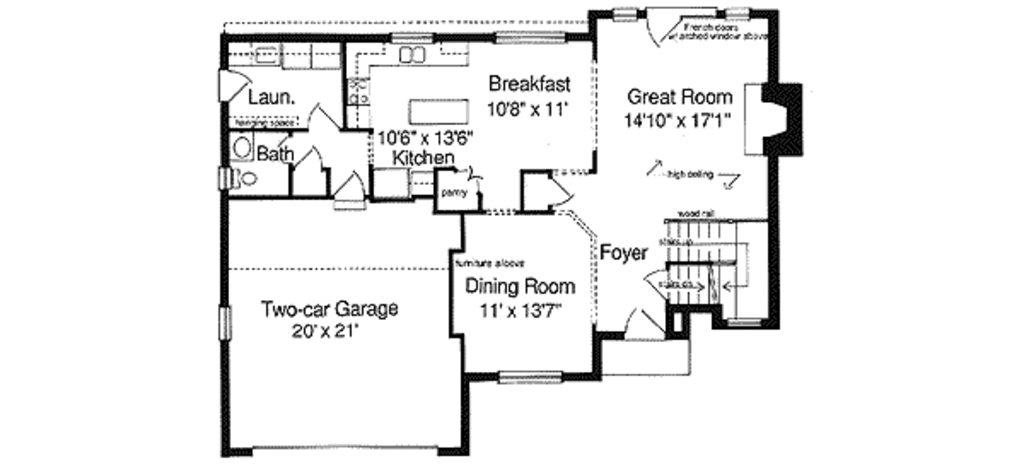 French doors
w/ arched window above
Breakfast
10'8" x 11'
Great Room
14'10" x 17'1"
Laun.
hanging space
Bath
10'6" x 13'6"
Kitchen
pantry
high ceiling
wood rail
stairs up
Foyer
stairs dn
furniture alcove
Dining Room
11' x 13'7"
Two-car Garage
20' x 21'